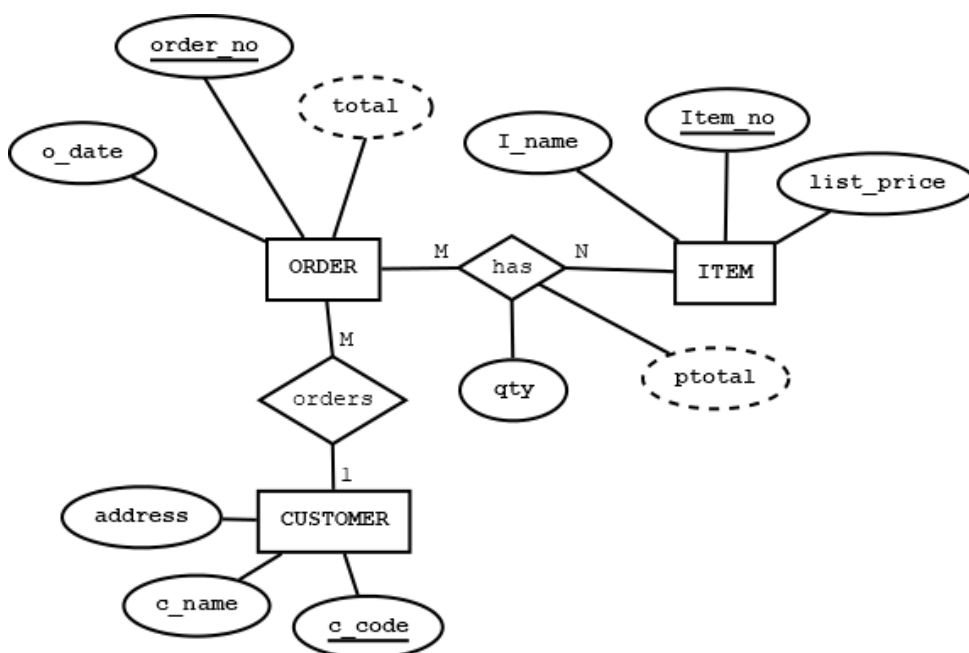 order_no
total
o_date
I_name
Item_no
list_price
ORDER
M
has
N
ITEM
M
qty
ptotal
orders
1
address
CUSTOMER
c_name
c_code